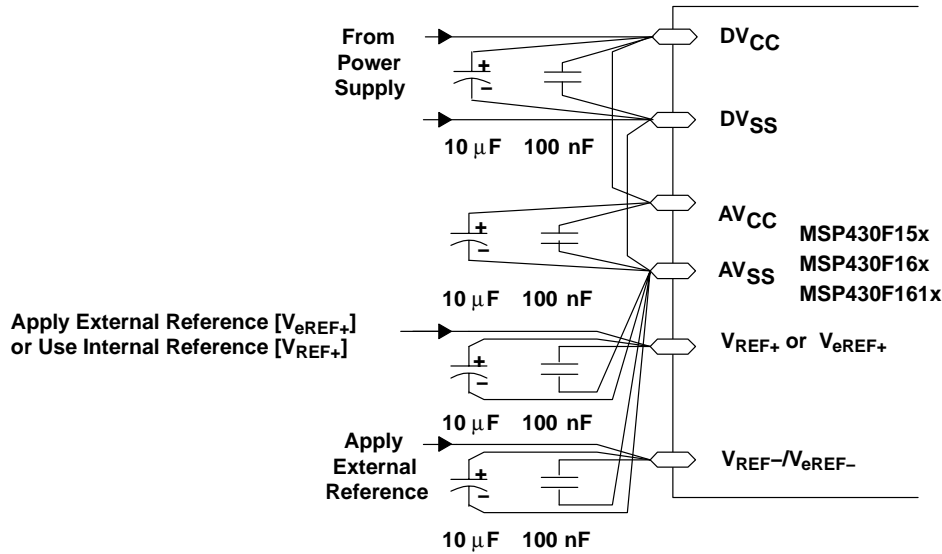 From
Power
Supply
+
−
10 μF 100 nF
DVCC
DVSS
+
−
10 μF 100 nF
AVCC
AVSS
MSP430F15x
MSP430F16x
MSP430F161x
Apply External Reference [VeREF+]
or Use Internal Reference [VREF+]
+
−
10 μF 100 nF
VREF+ or VeREF+
Apply
External
Reference
+
−
10 μF 100 nF
VREF−/VeREF−